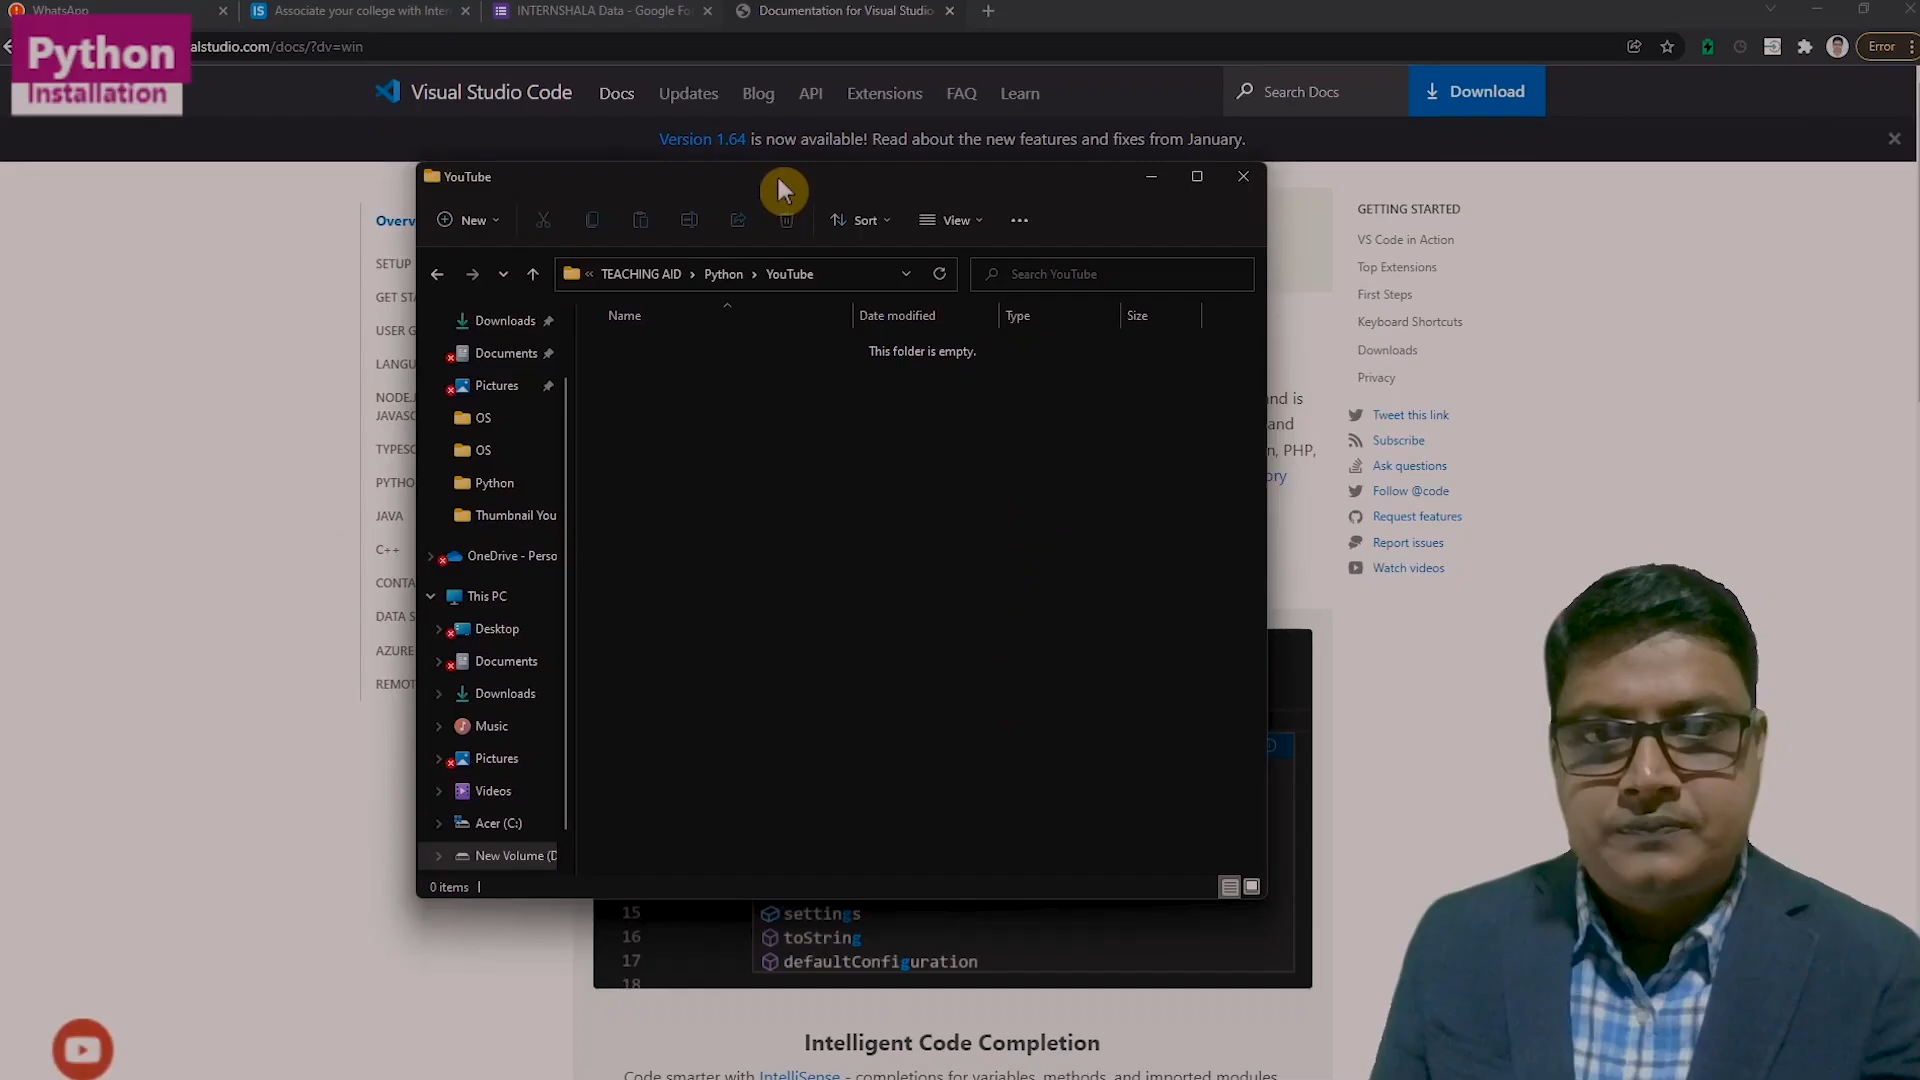 WhatsApp
Associate your college with Inter
INTERNSHALA Data - Google Fo
Documentation for Visual Studio
Python
Installation
alstudio.com/docs/?dv=win
Error
Visual Studio Code
Docs
Updates
Blog
API
Extensions
FAQ
Learn
Search Docs
Download
Version 1.64 is now available! Read about the new features and fixes from January.
YouTube
New
Sort
View
« TEACHING AID > Python > YouTube
Search YouTube
Name
Date modified
Type
Size
This folder is empty.
Downloads
Documents
Pictures
OS
OS
Python
Thumbnail You
OneDrive - Perso
This PC
Desktop
Documents
Downloads
Music
Pictures
Videos
Acer (C:)
New Volume (D
0 items
Overv
SETUP
GET STA
USER G
LANGU
NODE.J
JAVASC
TYPESC
PYTHO
JAVA
C++
CONTA
DATA S
AZURE
REMOT
and is
and
n, PHP,
ory
GETTING STARTED
VS Code in Action
Top Extensions
First Steps
Keyboard Shortcuts
Downloads
Privacy
Tweet this link
Subscribe
Ask questions
Follow @code
Request features
Report issues
Watch videos
15 settings
16 toString
17 defaultConfiguration
18
Intelligent Code Completion
Code smarter with IntelliSense - completions for variables, methods, and imported modules